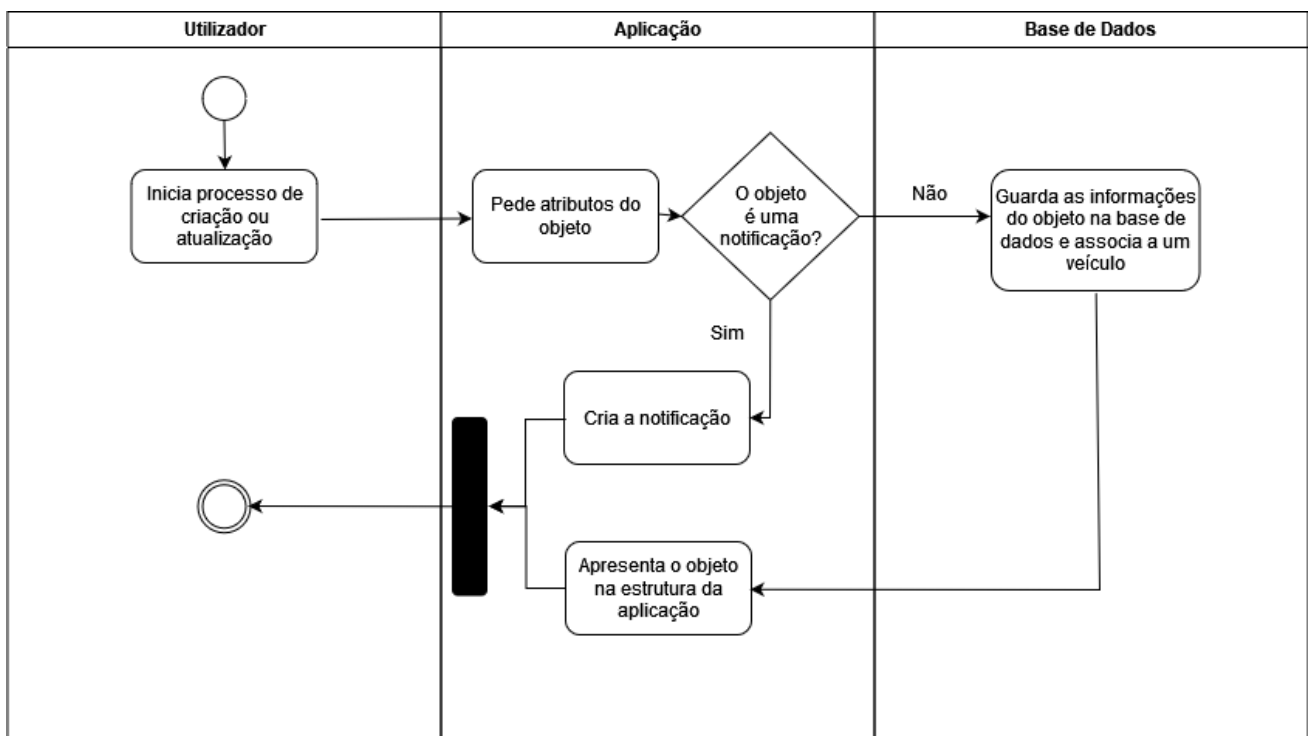 Utilizador
Aplicação
Base de Dados
Inicia processo de
criação ou
atualização
Pede atributos do
objeto
O objeto
é uma
notificação?
Não
Guarda as informações
do objeto na base de
dados e associa a um
veículo
Sim
Cria a notificação
Apresenta o objeto
na estrutura da
aplicação